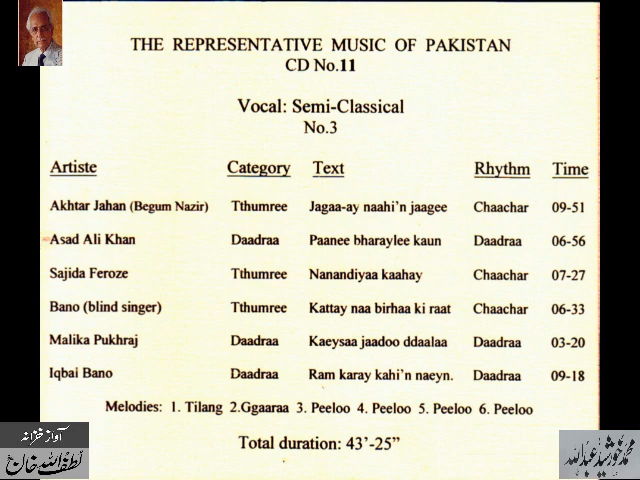 THE REPRESENTATIVE MUSIC OF PAKISTAN
CD No.11
Vocal: Semi-Classical
No.3
Artiste Category Text Rhythm Time
Akhtar Jahan (Begum Nazir) Tthumree Jagaa-ay naahi'n jaagee Chaachar 09-51
Asad Ali Khan Daadraa Paanee bharaylee kaun Daadraa 06-56
Sajida Feroze Tthumree Nanandiyaa kaahay Chaachar 07-27
Bano (blind singer) Tthumree Kattay naa birhaa ki raat Chaachar 06-33
Malika Pukhraj Daadraa Kaeysaa jaadoo ddaalaa Daadraa 03-20
Iqbai Bano Daadraa Ram karay kahi'n naeyn. Daadraa 09-18
Melodies: 1. Tilang 2.Ggaaraa 3. Peeloo 4. Peeloo 5. Peeloo 6. Peeloo
Total duration: 43’-25”
آواز خزانہ
لطف اللہ خان
محمد خورشید عبداللہ